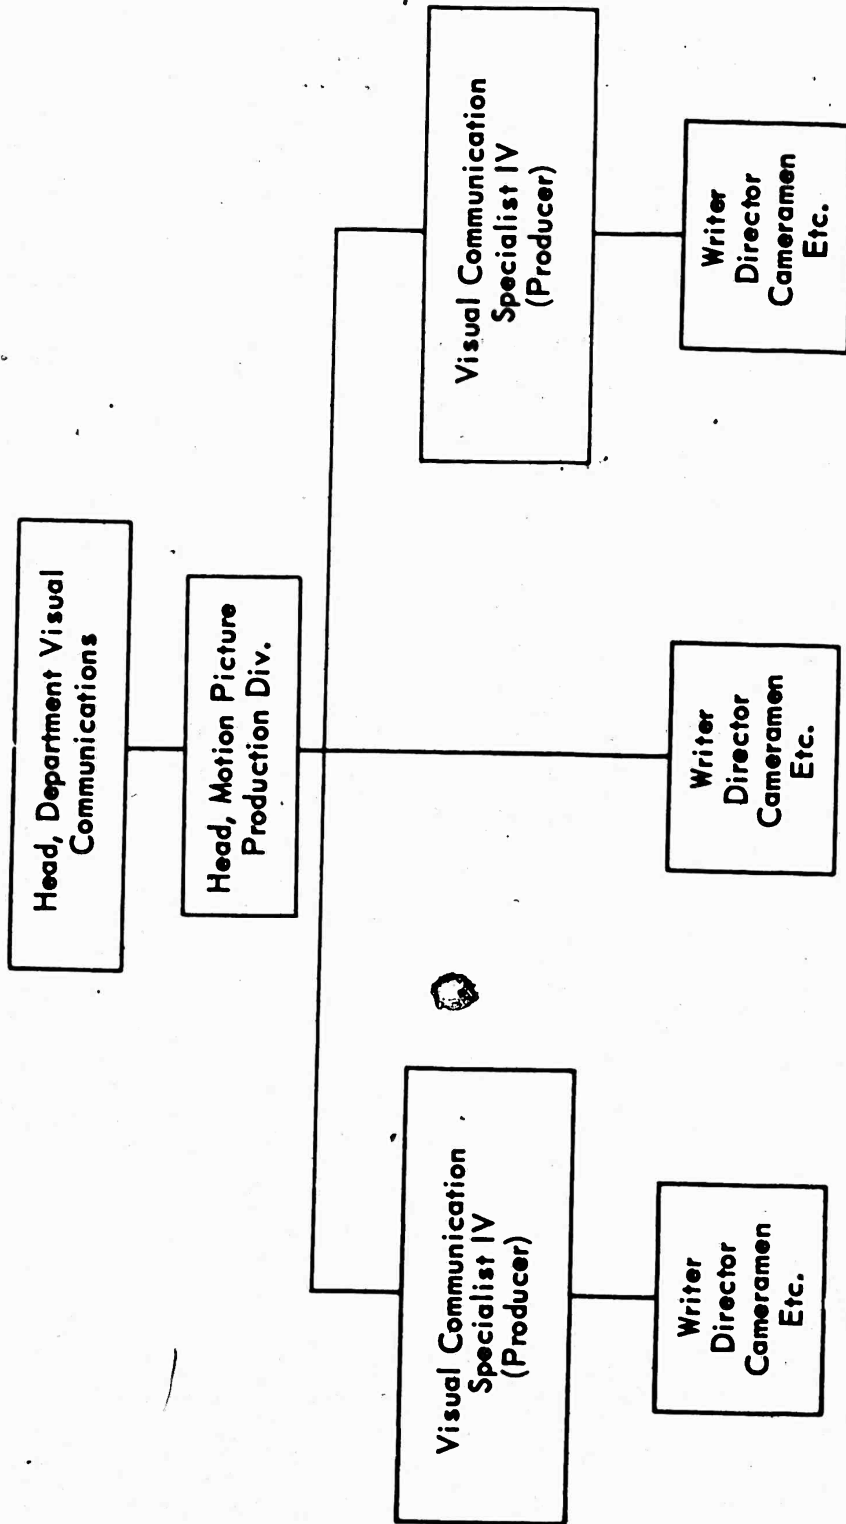 Head, Department Visual
Communications
Head, Motion Picture
Production Div.
Visual Communication
Specialist IV
(Producer)
Visual Communication
Specialist IV
(Producer)
Writer
Director
Cameramen
Etc.
Writer
Director
Cameramen
Etc.
Writer
Director
Cameramen
Etc.